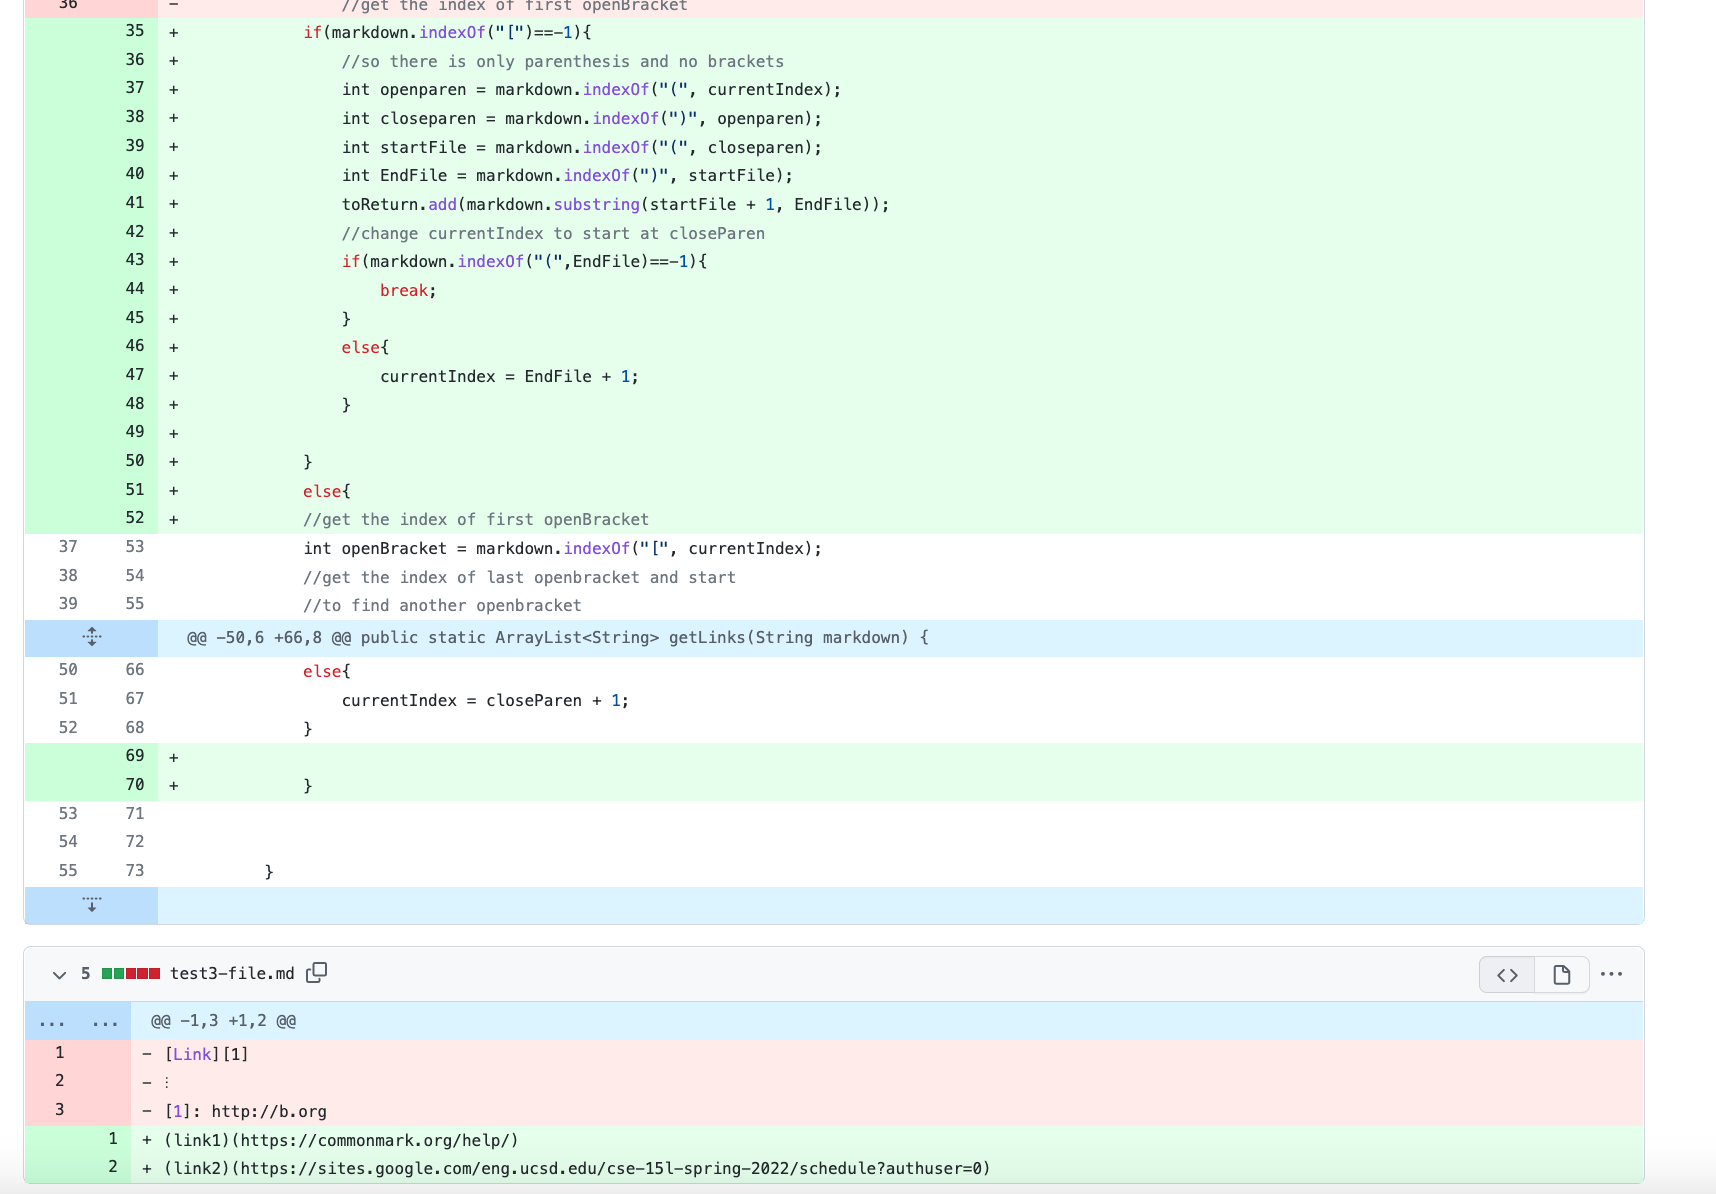 36 - //get the index of first openBracket
35 + if(markdown.indexOf("[")==-1){
36 + //so there is only parenthesis and no brackets
37 + int openparen = markdown.indexOf("(", currentIndex);
38 + int closeparen = markdown.indexOf(")", openparen);
39 + int startFile = markdown.indexOf("(", closeparen);
40 + int EndFile = markdown.indexOf(")", startFile);
41 + toReturn.add(markdown.substring(startFile + 1, EndFile));
42 + //change currentIndex to start at closeParen
43 + if(markdown.indexOf("(",EndFile)==-1){
44 + break;
45 + }
46 + else{
47 + currentIndex = EndFile + 1;
48 + }
49 +
50 + }
51 + else{
52 + //get the index of first openBracket
37 53 int openBracket = markdown.indexOf("[", currentIndex);
38 54 //get the index of last openbracket and start
39 55 //to find another openbracket
@@ -50,6 +66,8 @@ public static ArrayList<String> getLinks(String markdown) {
50 66 else{
51 67 currentIndex = closeParen + 1;
52 68 }
69 +
70 + }
53 71
54 72
55 73 }
5 test3-file.md
... ... @@ -1,3 +1,2 @@
1 - [Link][1]
2 - ⋮
3 - [1]: http://b.org
1 + (link1)(https://commonmark.org/help/)
2 + (link2)(https://sites.google.com/eng.ucsd.edu/cse-15l-spring-2022/schedule?authuser=0)